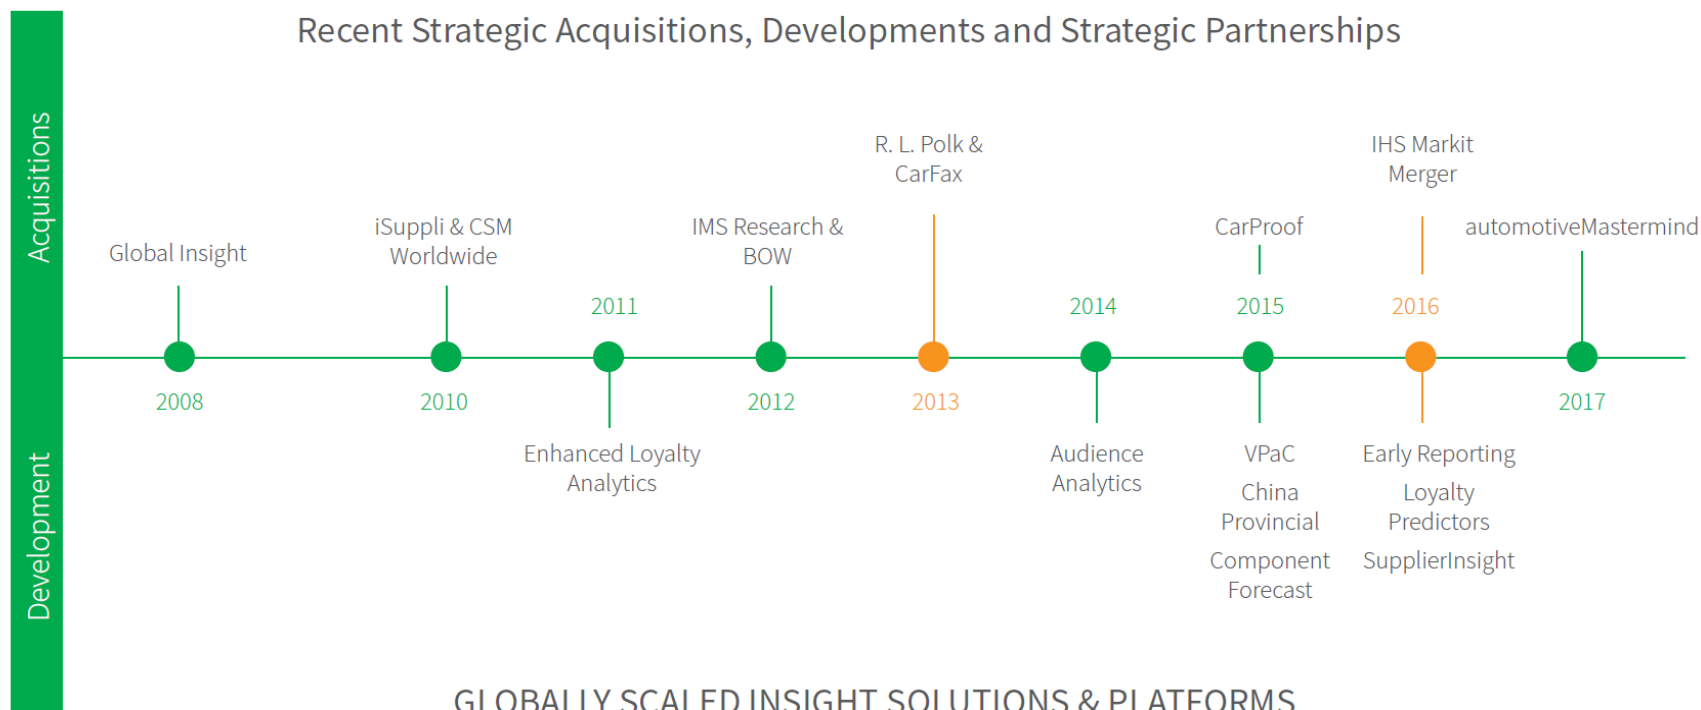 Recent Strategic Acquisitions, Developments and Strategic Partnerships
Acquisitions
R. L. Polk &
CarFax
IHS Markit
Merger
Global Insight
iSuppli & CSM
Worldwide
IMS Research &
BOW
CarProof
automotiveMastermind
2011
2014
2015
2016
2008
2010
2012
2013
2017
Development
Enhanced Loyalty
Analytics
Audience
Analytics
VPaC
China
Provincial
Component
Forecast
Early Reporting
Loyalty
Predictors
SupplierInsight
GLOBALLY SCALED INSIGHT SOLUTIONS & PLATFORMS